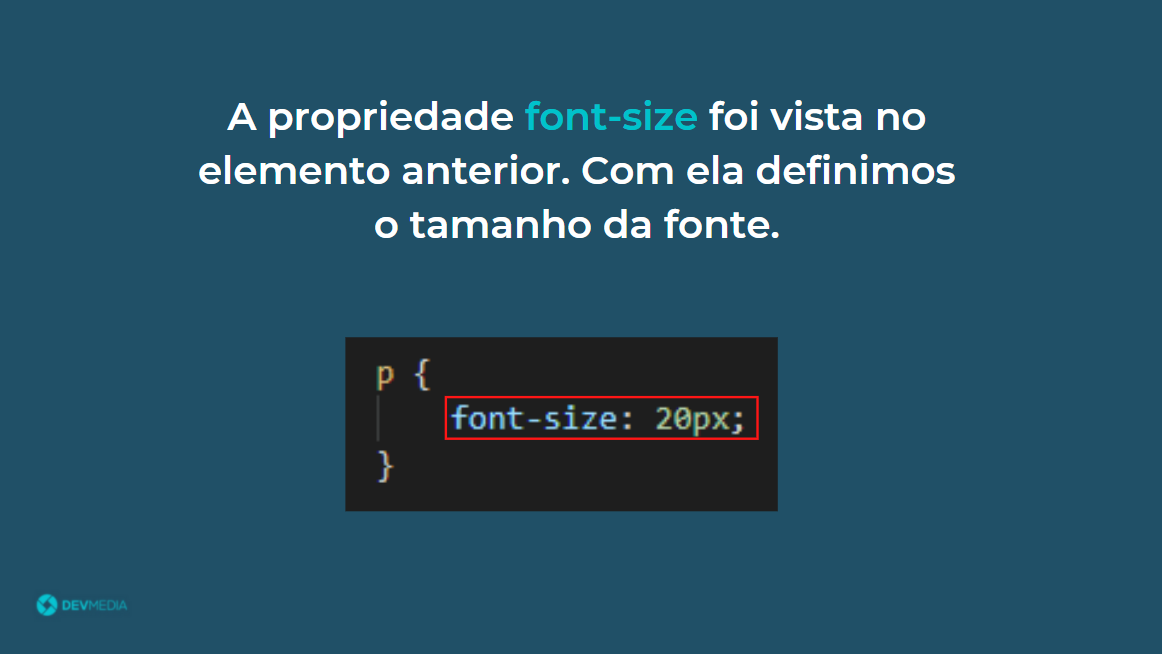 A propriedade font-size foi vista no
elemento anterior. Com ela definimos
o tamanho da fonte.
p {
font-size: 20px;
}
DEVMEDIA